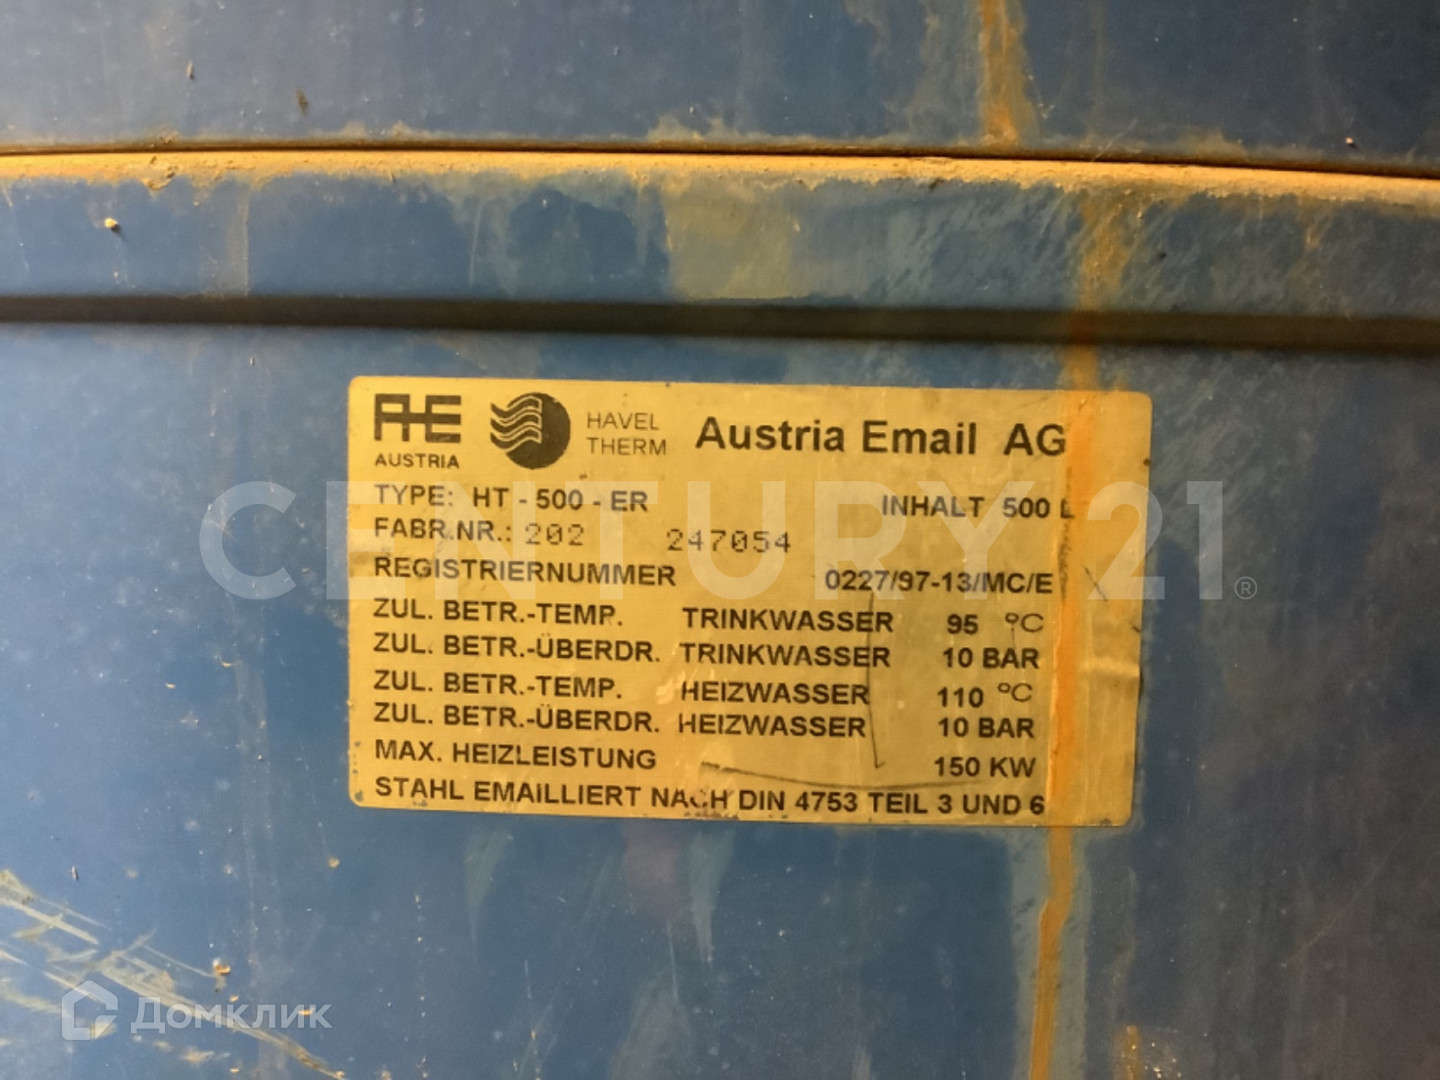 AE AUSTRIA
HAVEL THERM
Austria Email AG
TYPE: HT - 500 - ER INHALT 500 L
FABR.NR.: 202 247054
REGISTRIERNUMMER 0227/97-13/MC/E
ZUL. BETR.-TEMP. TRINKWASSER 95 °C
ZUL. BETR.-ÜBERDR. TRINKWASSER 10 BAR
ZUL. BETR.-TEMP. HEIZWASSER 110 °C
ZUL. BETR.-ÜBERDR. HEIZWASSER 10 BAR
MAX. HEIZLEISTUNG 150 KW
STAHL EMAILLIERT NACH DIN 4753 TEIL 3 UND 6
CENTURY 21®
Домклик